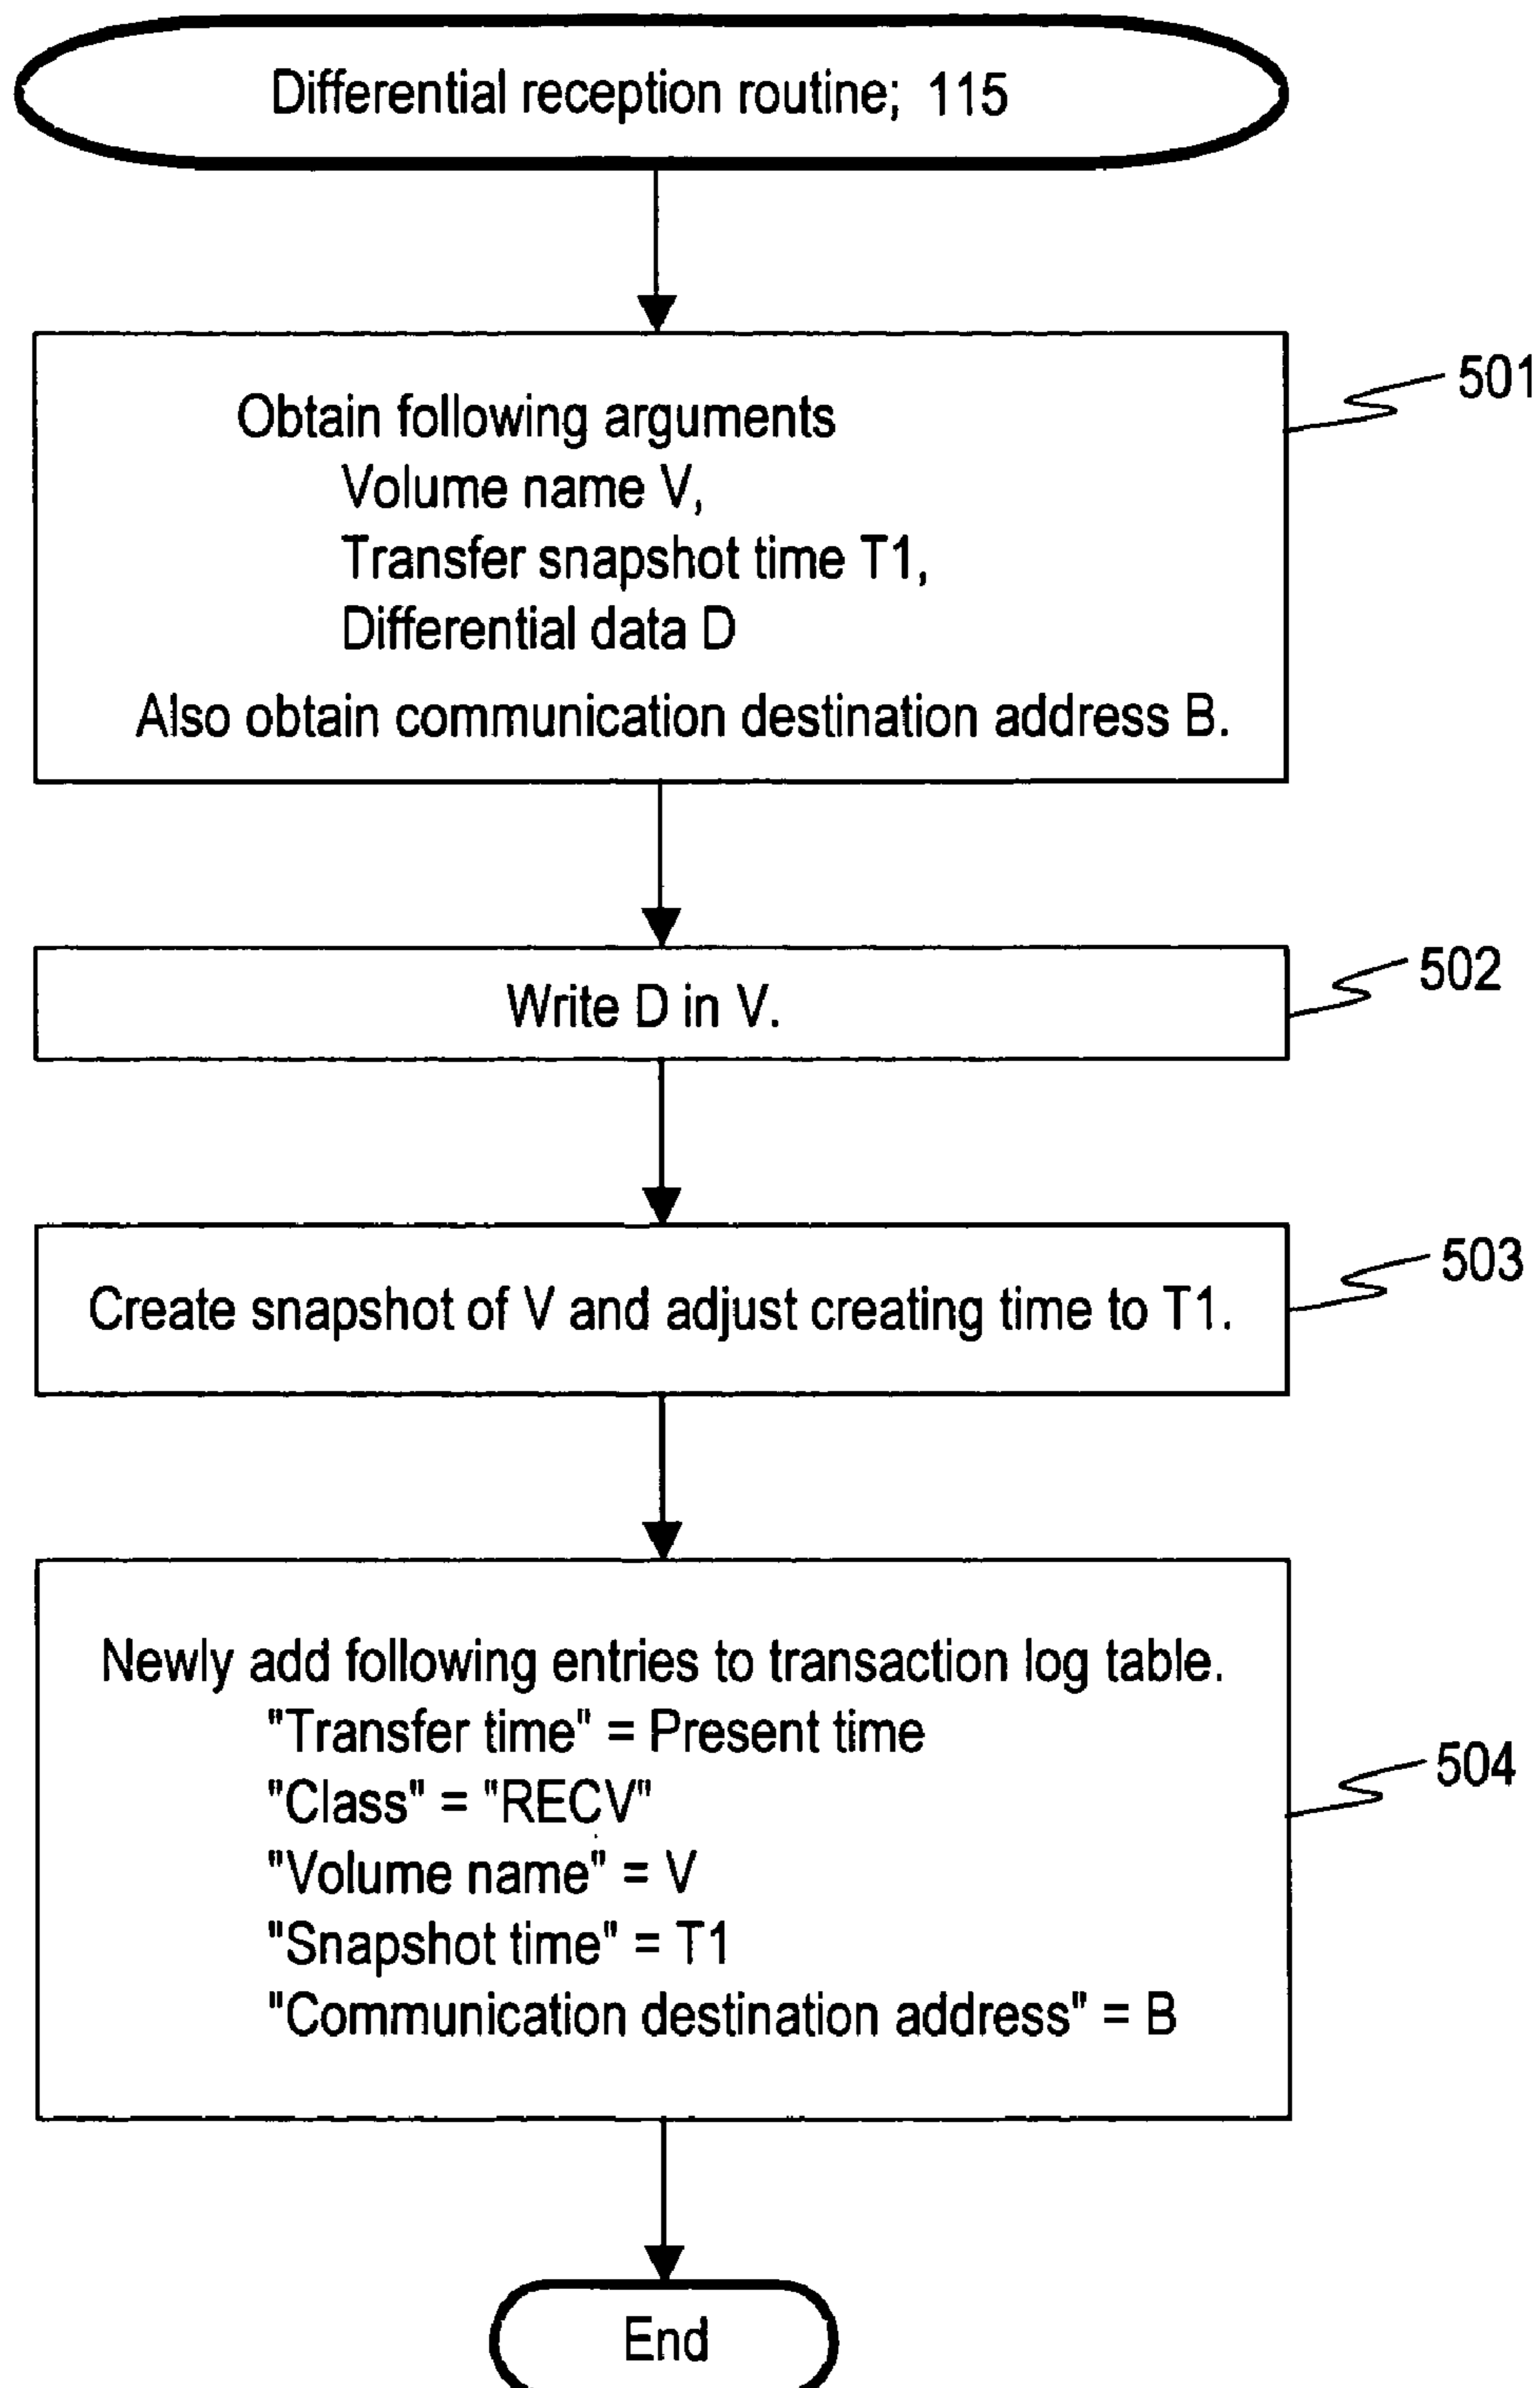 Differential reception routine; 115
Obtain following arguments
Volume name V,
Transfer snapshot time T1,
Differential data D
Also obtain communication destination address B.
501
Write D in V.
502
Create snapshot of V and adjust creating time to T1.
503
Newly add following entries to transaction log table.
"Transfer time" = Present time
"Class" = "RECV"
"Volume name" = V
"Snapshot time" = T1
"Communication destination address" = B
504
End